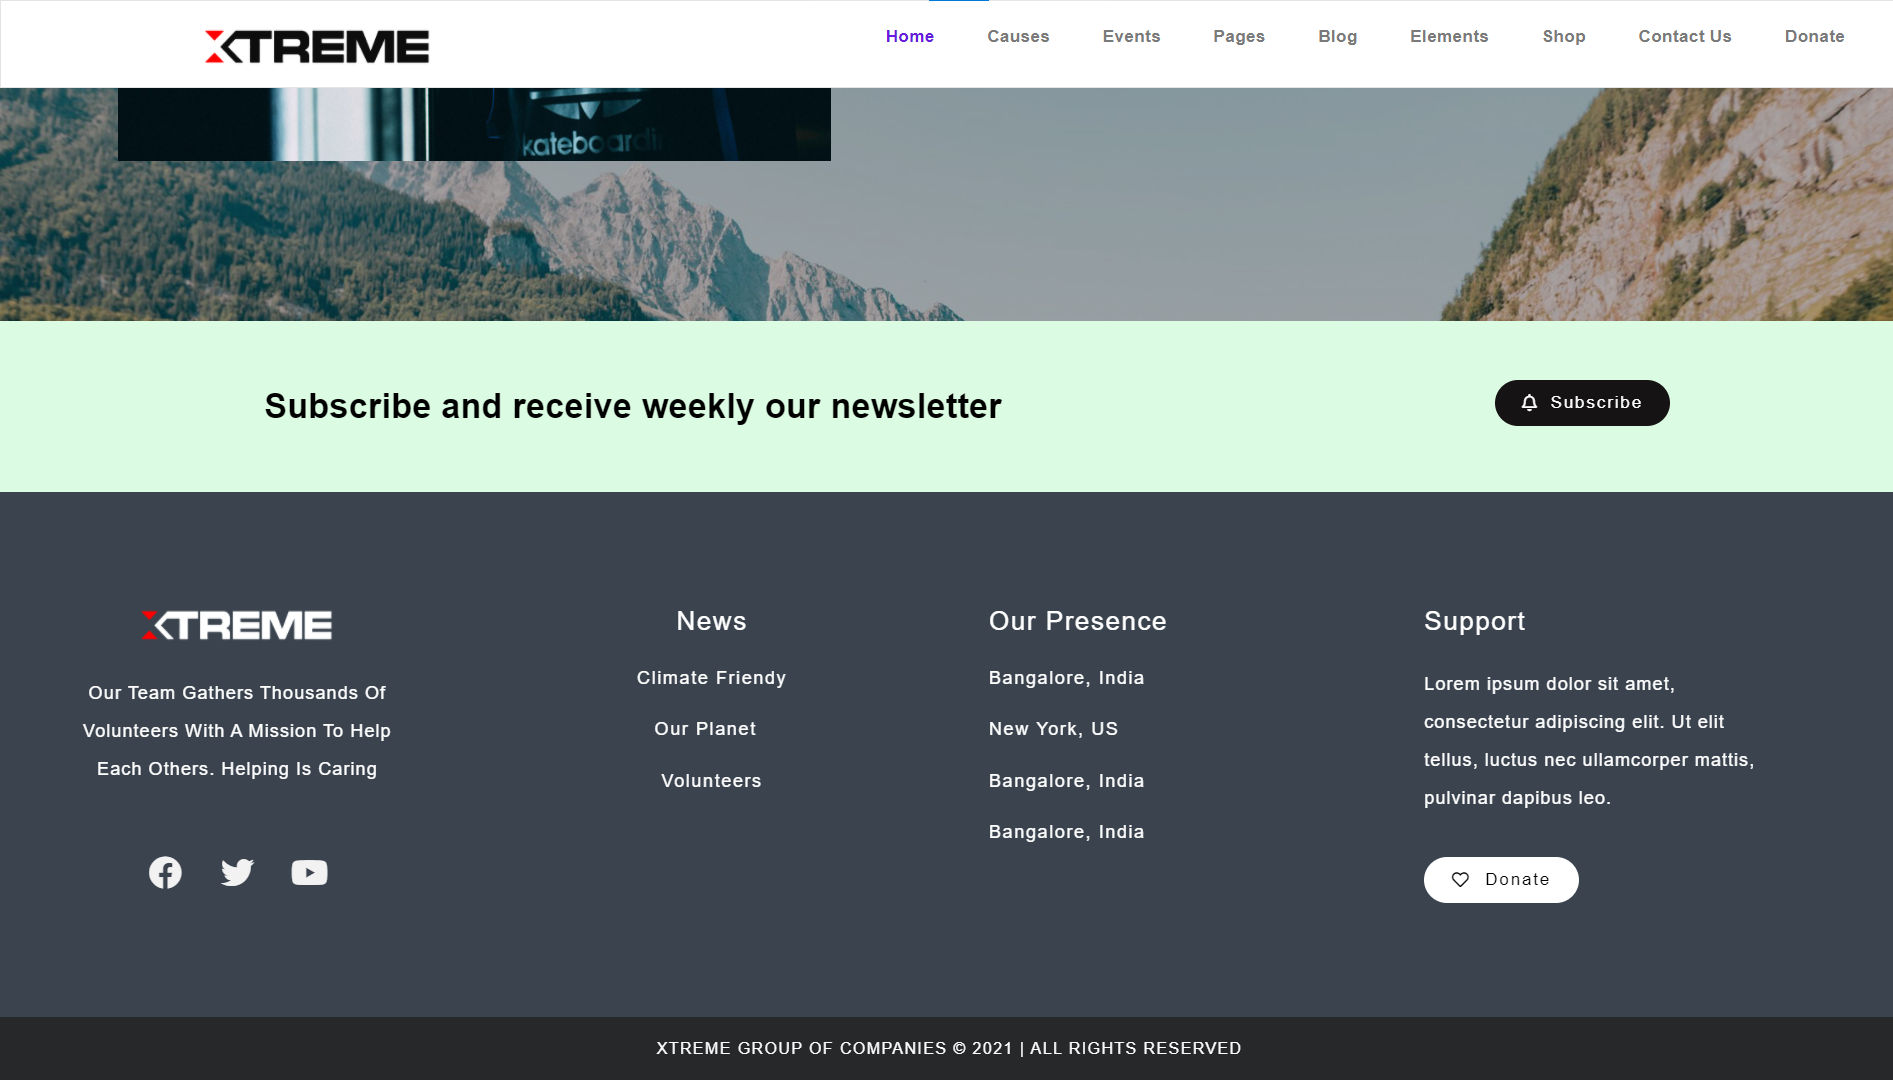 XTREME
Home Causes Events Pages Blog Elements Shop Contact Us Donate
kateboardi
Subscribe and receive weekly our newsletter
Subscribe
XTREME
Our Team Gathers Thousands Of
Volunteers With A Mission To Help
Each Others. Helping Is Caring
News
Climate Friendy
Our Planet
Volunteers
Our Presence
Bangalore, India
New York, US
Bangalore, India
Bangalore, India
Support
Lorem ipsum dolor sit amet,
consectetur adipiscing elit. Ut elit
tellus, luctus nec ullamcorper mattis,
pulvinar dapibus leo.
Donate
XTREME GROUP OF COMPANIES © 2021 | ALL RIGHTS RESERVED